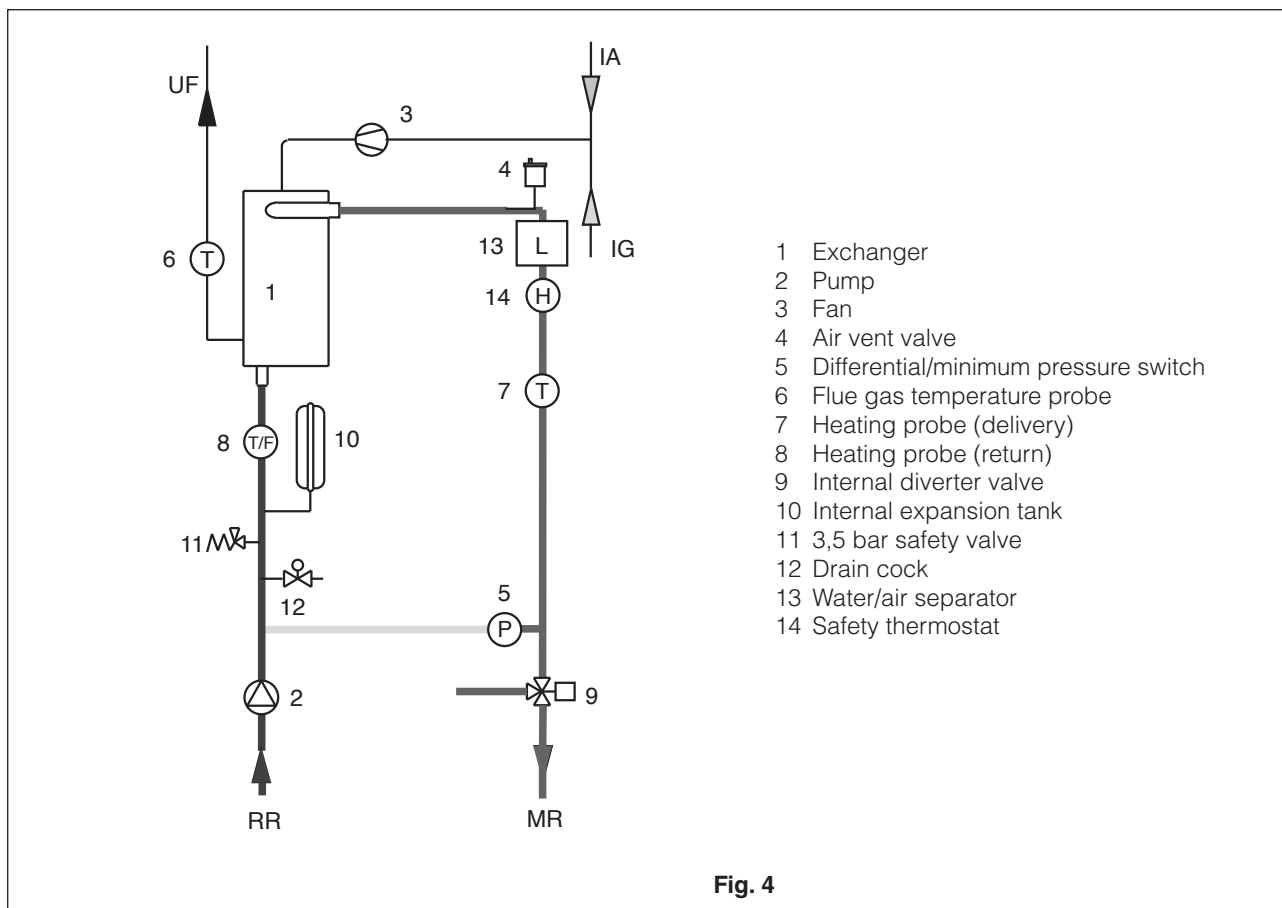 IA
UF
3
4
IG
13 L
6 T
1
14 H
7 T
8 T/F
10
11
12
5
P
2
9
RR
MR
1 Exchanger
2 Pump
3 Fan
4 Air vent valve
5 Differential/minimum pressure switch
6 Flue gas temperature probe
7 Heating probe (delivery)
8 Heating probe (return)
9 Internal diverter valve
10 Internal expansion tank
11 3,5 bar safety valve
12 Drain cock
13 Water/air separator
14 Safety thermostat
Fig. 4